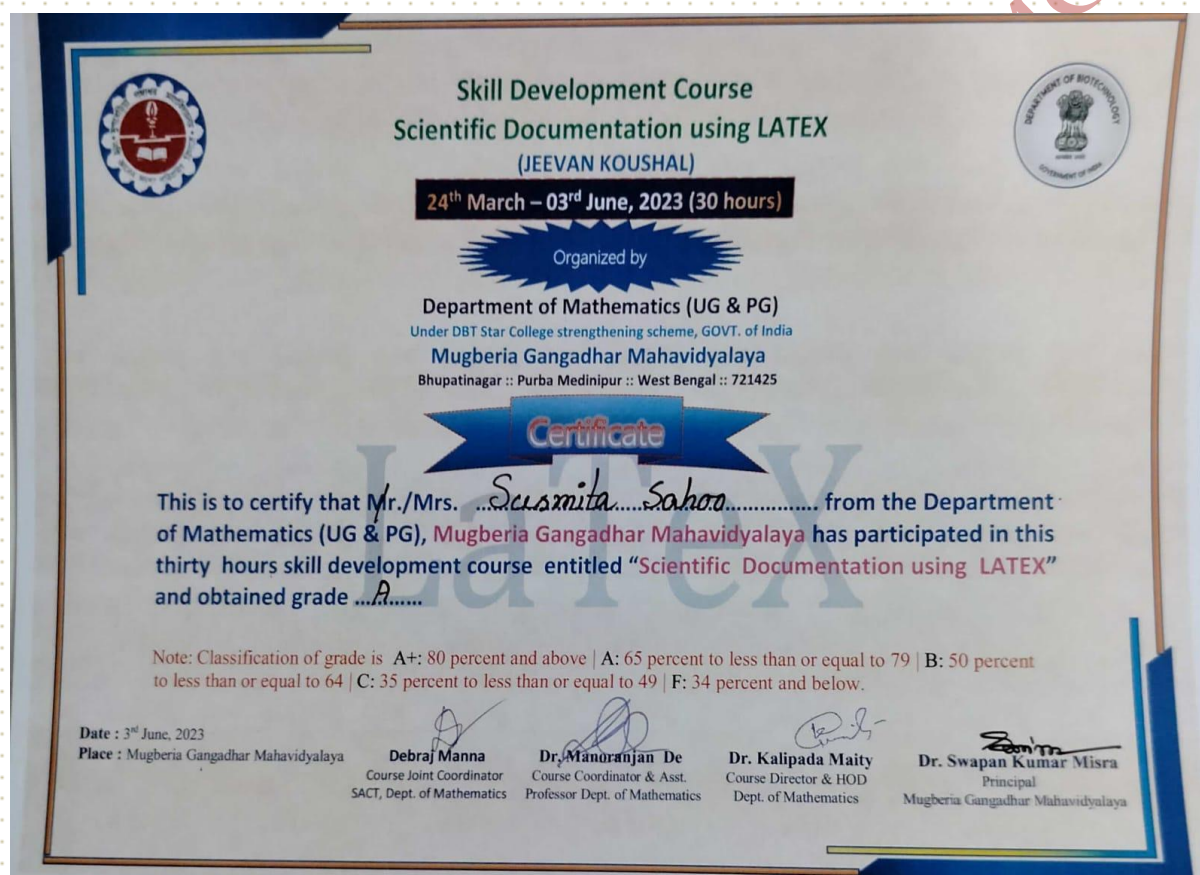 Skill Development Course
Scientific Documentation using LATEX
(JEEVAN KOUSHAL)
24th March – 03rd June, 2023 (30 hours)
DEPARTMENT OF BIOTECHNOLOGY
GOVERNMENT OF INDIA
Organized by
Department of Mathematics (UG & PG)
Under DBT Star College strengthening scheme, GOVT. of India
Mugberia Gangadhar Mahavidyalaya
Bhupatinagar :: Purba Medinipur :: West Bengal :: 721425
Certificate
LaTeX
This is to certify that Mr./Mrs. ...Susmita.....Sahoo............... from the Department
of Mathematics (UG & PG), Mugberia Gangadhar Mahavidyalaya has participated in this
thirty hours skill development course entitled “Scientific Documentation using LATEX”
and obtained grade ...A......
Note: Classification of grade is A+: 80 percent and above | A: 65 percent to less than or equal to 79 | B: 50 percent
to less than or equal to 64 | C: 35 percent to less than or equal to 49 | F: 34 percent and below.
Date : 3rd June, 2023
Place : Mugberia Gangadhar Mahavidyalaya
Debraj Manna
Course Joint Coordinator
SACT, Dept. of Mathematics
Dr. Manoranjan De
Course Coordinator & Asst.
Professor Dept. of Mathematics
Dr. Kalipada Maity
Course Director & HOD
Dept. of Mathematics
Dr. Swapan Kumar Misra
Principal
Mugberia Gangadhar Mahavidyalaya